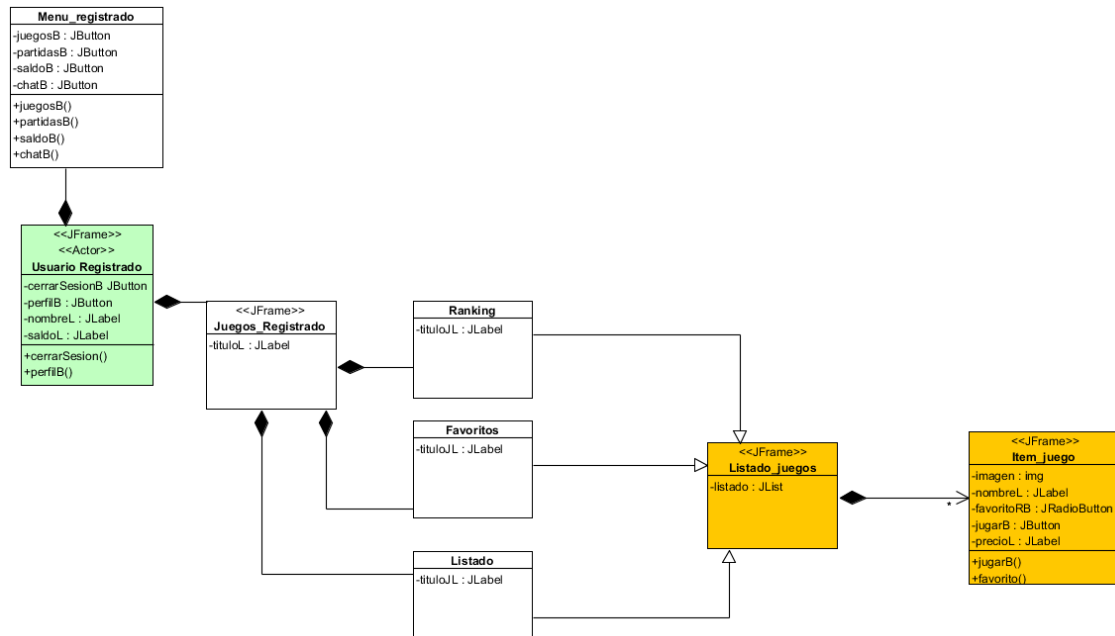 Menu_registrado
-juegosB : JButton
-partidasB : JButton
-saldoB : JButton
-chatB : JButton
+juegosB()
+partidasB()
+saldoB()
+chatB()
<<JFrame>>
<<Actor>>
Usuario Registrado
-cerrarSesionB JButton
-perfilB : JButton
-nombreL : JLabel
-saldoL : JLabel
+cerrarSesion()
+perfilB()
<<JFrame>>
Juegos_Registrado
-tituloL : JLabel
Ranking
-tituloJL : JLabel
Favoritos
-tituloJL : JLabel
Listado
-tituloJL : JLabel
<<JFrame>>
Listado_juegos
-listado : JList
*
<<JFrame>>
Item_juego
-imagen : img
-nombreL : JLabel
-favoritoRB : JRadioButton
-jugarB : JButton
-precioL : JLabel
+jugarB()
+favorito()